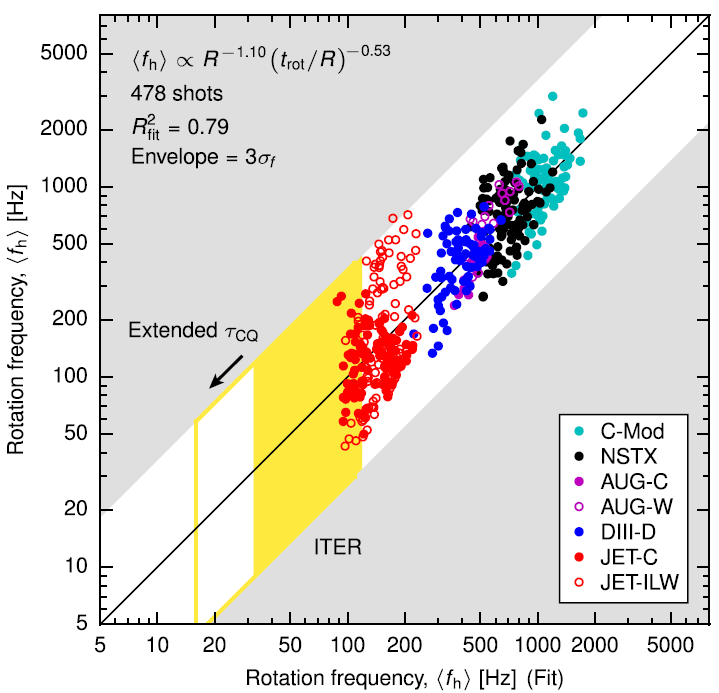 ⟨f_h⟩ ∝ R^−1.10 (t_rot/R)^−0.53
478 shots
R²_fit = 0.79
Envelope = 3σ_f
Extended τ_CQ
ITER
C-Mod
NSTX
AUG-C
AUG-W
DIII-D
JET-C
JET-ILW
Rotation frequency, ⟨f_h⟩ [Hz]
5000
2000
1000
500
200
100
50
20
10
5
5 10 20 50 100 200 500 1000 2000 5000
Rotation frequency, ⟨f_h⟩ [Hz] (Fit)